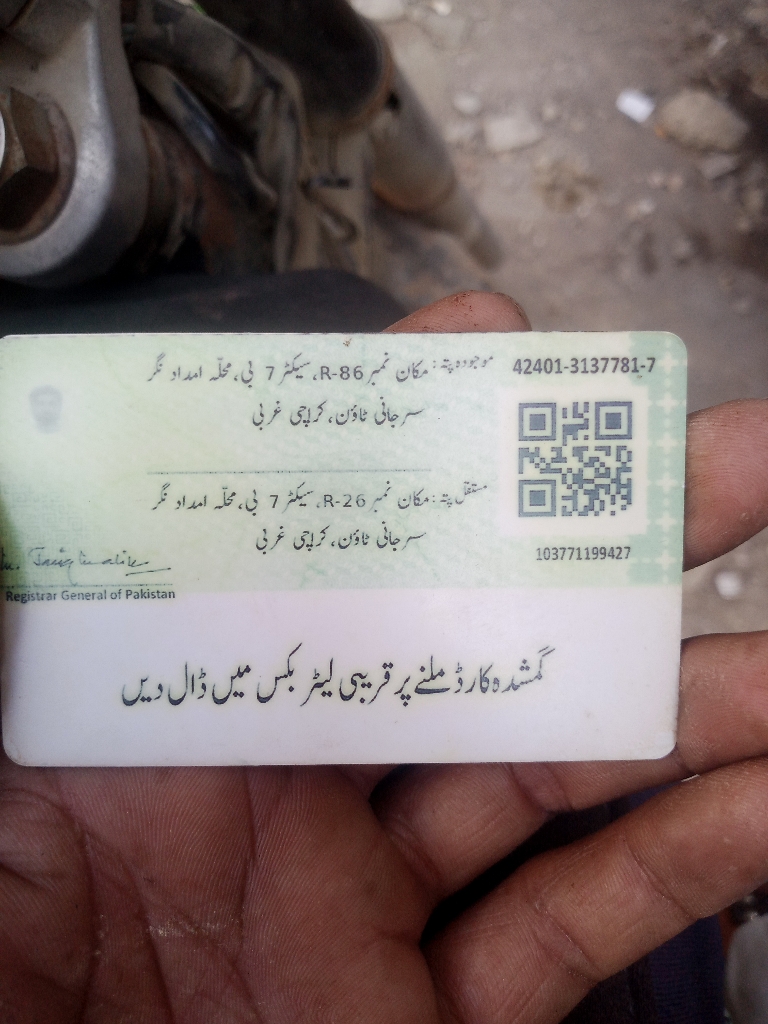 42401-3137781-7
موجودہ پتہ: مکان نمبر R-86، سیکٹر 7 بی، محلّہ امداد نگر
سرجانی ٹاؤن، کراچی غربی
مستقل پتہ: مکان نمبر R-26، سیکٹر 7 بی، محلّہ امداد نگر
سرجانی ٹاؤن، کراچی غربی
103771199427
Registrar General of Pakistan
گمشدہ کارڈ ملنے پر قریبی لیٹر بکس میں ڈال دیں